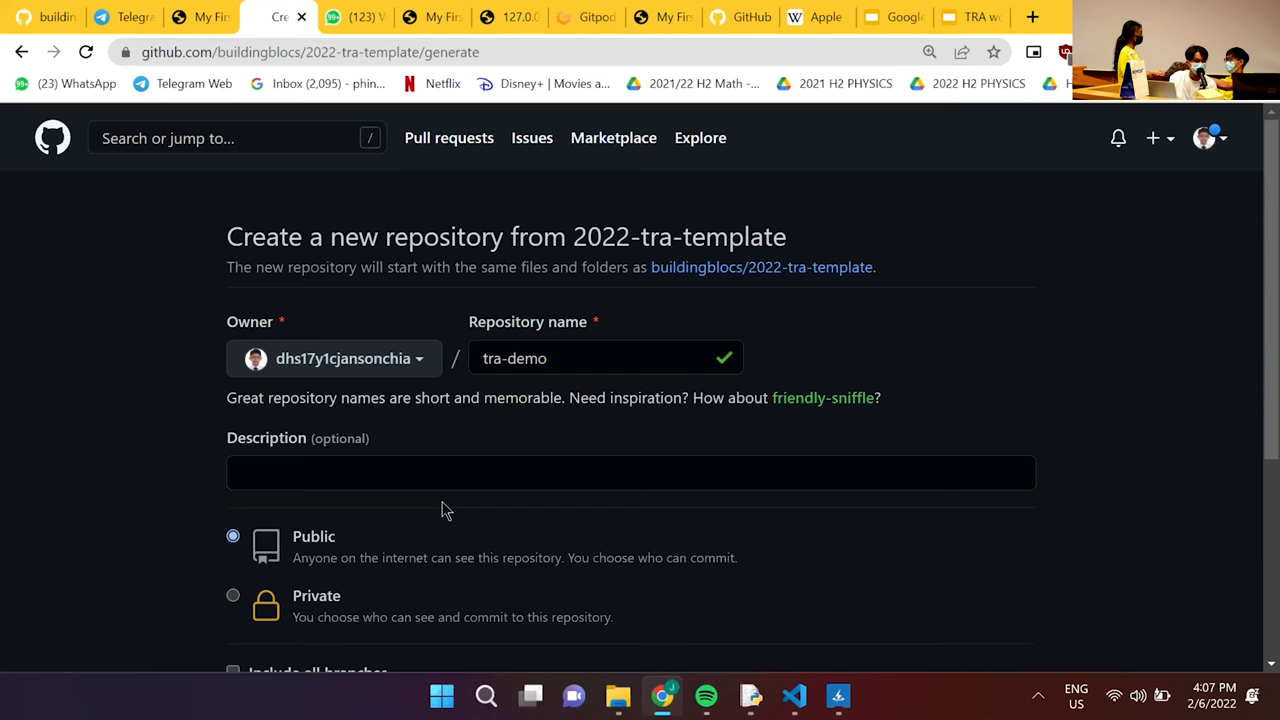 buildin
Telegra
My Firs
Cre
(123) W
My Firs
127.0.0
Gitpod
My Firs
GitHub
Apple
Google
TRA wo
github.com/buildingblocs/2022-tra-template/generate
(23) WhatsApp
Telegram Web
Inbox (2,095) - phin...
Netflix
Disney+ | Movies a...
2021/22 H2 Math -...
2021 H2 PHYSICS
2022 H2 PHYSICS
H
Search or jump to...
/
Pull requests
Issues
Marketplace
Explore
Create a new repository from 2022-tra-template
The new repository will start with the same files and folders as buildingblocs/2022-tra-template.
Owner *
Repository name *
dhs17y1cjansonchia
/
tra-demo
Great repository names are short and memorable. Need inspiration? How about friendly-sniffle?
Description (optional)
Public
Anyone on the internet can see this repository. You choose who can commit.
Private
You choose who can see and commit to this repository.
Include all branches
ENG
US
4:07 PM
2/6/2022